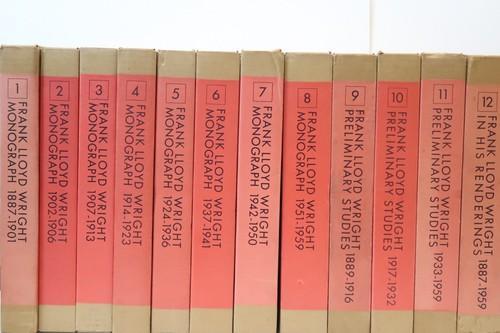 1
FRANK LLOYD WRIGHT
MONOGRAPH 1887-1901
2
FRANK LLOYD WRIGHT
MONOGRAPH 1902-1906
3
FRANK LLOYD WRIGHT
MONOGRAPH 1907-1913
4
FRANK LLOYD WRIGHT
MONOGRAPH 1914-1923
5
FRANK LLOYD WRIGHT
MONOGRAPH 1924-1936
6
FRANK LLOYD WRIGHT
MONOGRAPH 1937-1941
7
FRANK LLOYD WRIGHT
MONOGRAPH 1942-1950
8
FRANK LLOYD WRIGHT
MONOGRAPH 1951-1959
9
FRANK LLOYD WRIGHT
PRELIMINARY STUDIES 1889-1916
10
FRANK LLOYD WRIGHT
PRELIMINARY STUDIES 1917-1932
11
FRANK LLOYD WRIGHT
PRELIMINARY STUDIES 1933-1959
12
FRANK LLOYD WRIGHT
IN HIS RENDERINGS 1887-1959